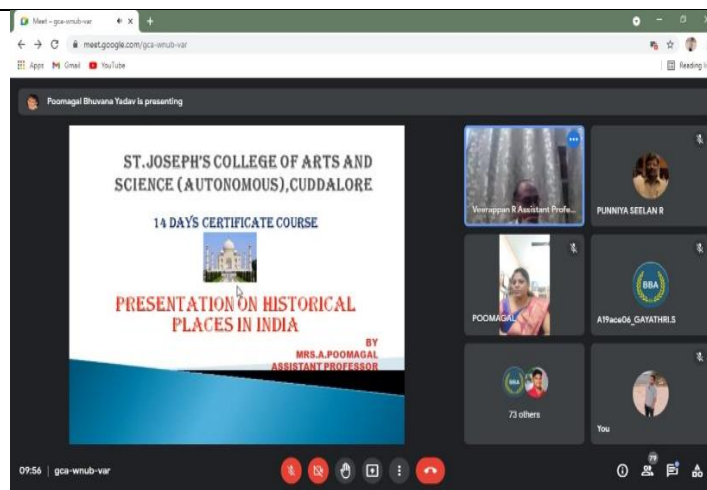 Meet – gca-wnub-var
meet.google.com/gca-wnub-var
Apps
Gmail
YouTube
Reading li
Poomagal Bhuvana Yadav is presenting
ST.JOSEPH'S COLLEGE OF ARTS AND
SCIENCE (AUTONOMOUS),CUDDALORE
14 DAYS CERTIFICATE COURSE
PRESENTATION ON HISTORICAL
PLACES IN INDIA
BY
MRS.A.POOMAGAL
ASSISTANT PROFESSOR
Veerappan R Assistant Profe...
PUNNIYA SEELAN R
POOMAGAL
BBA
A19ace06_GAYATHRI.S
BBA
73 others
You
09:56 | gca-wnub-var